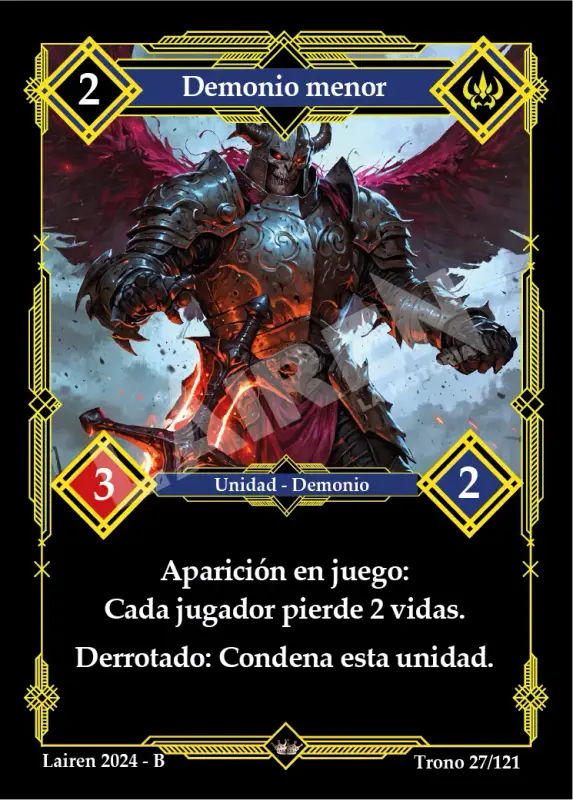 2
Demonio menor
LAIREN
3
Unidad - Demonio
2
Aparición en juego:
Cada jugador pierde 2 vidas.
Derrotado: Condena esta unidad.
Lairen 2024 - B
Trono 27/121